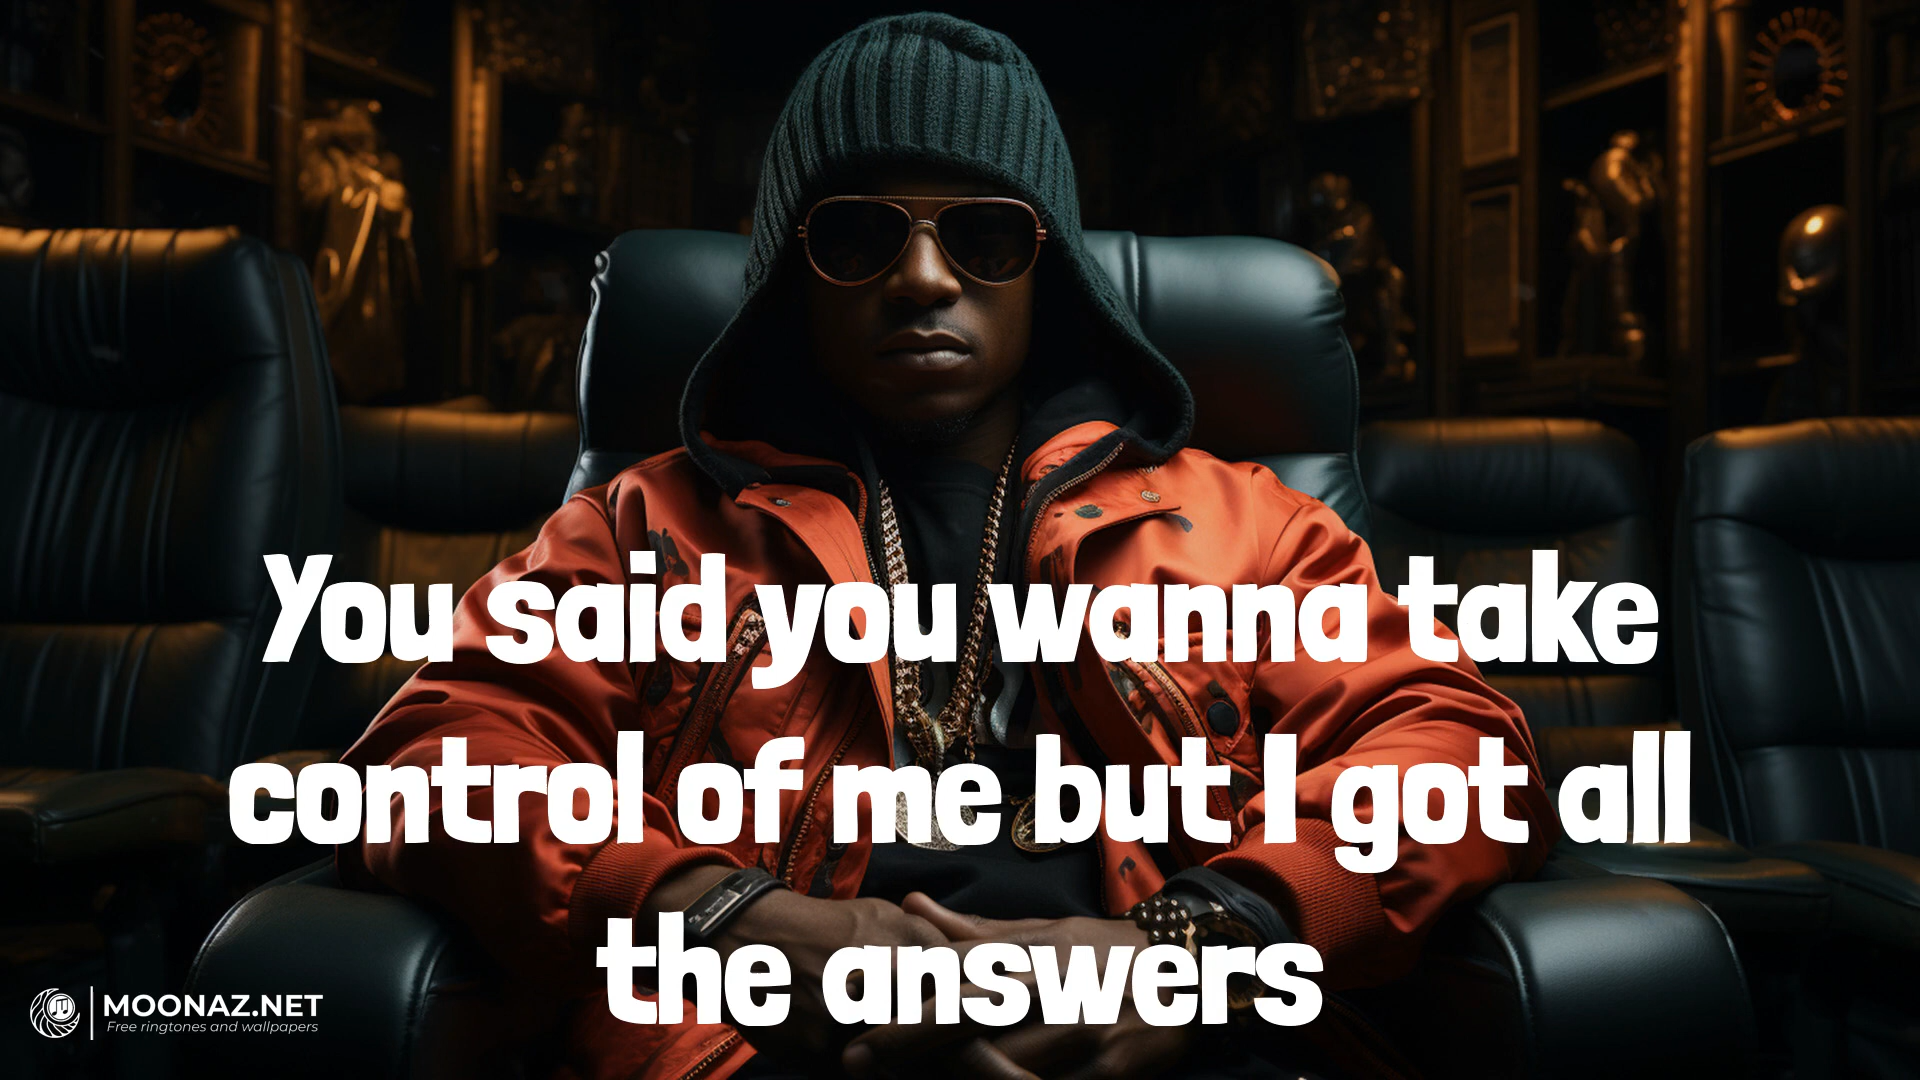 You said you wanna take
control of me but I got all
the answers
MOONAZ.NET
Free ringtones and wallpapers